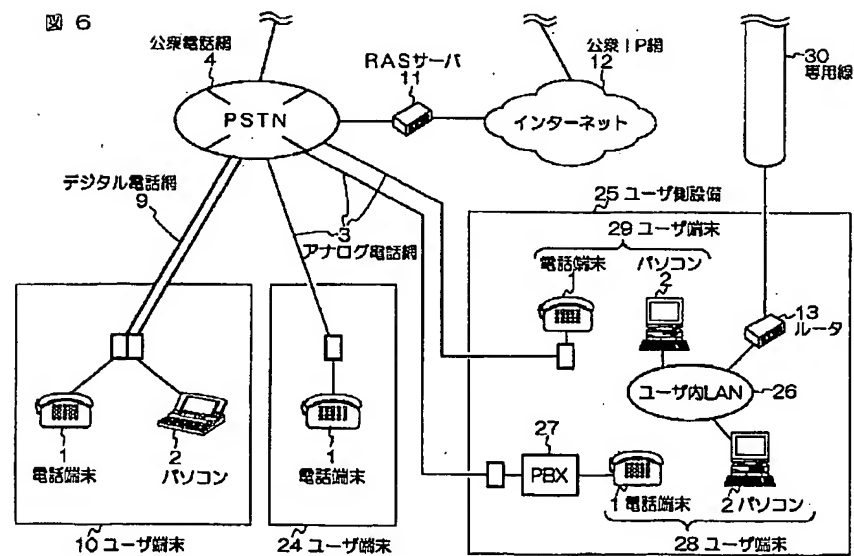 図 6
公衆電話網
4
PSTN
RASサーバ
11
公衆IP網
12
インターネット
30
専用線
デジタル電話網
9
3
アナログ電話網
25 ユーザ側設備
29 ユーザ端末
電話端末
1
パソコン
2
13
ルータ
ユーザ内LAN
26
27
PBX
1 電話端末
2 パソコン
28 ユーザ端末
1
電話端末
2
パソコン
10 ユーザ端末
1
電話端末
24 ユーザ端末